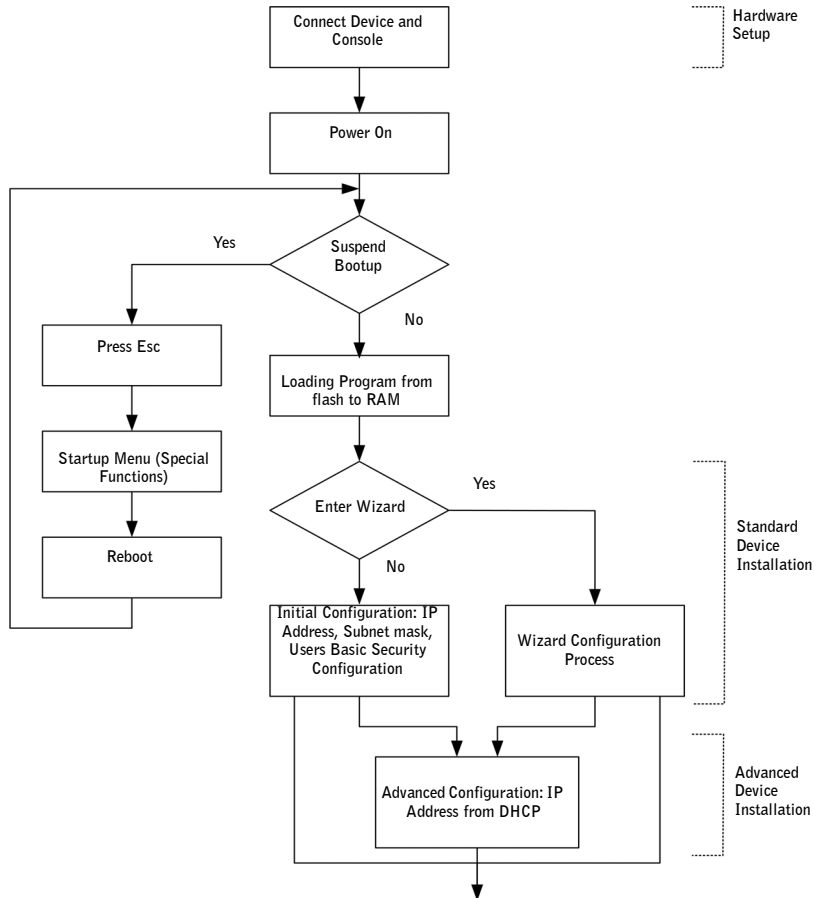 Connect Device and
Console
Hardware
Setup
Power On
Yes
Suspend
Bootup
No
Press Esc
Loading Program from
flash to RAM
Startup Menu (Special
Functions)
Enter Wizard
Yes
Standard
Device
Installation
Reboot
No
Initial Configuration: IP
Address, Subnet mask,
Users Basic Security
Configuration
Wizard Configuration
Process
Advanced Configuration: IP
Address from DHCP
Advanced
Device
Installation